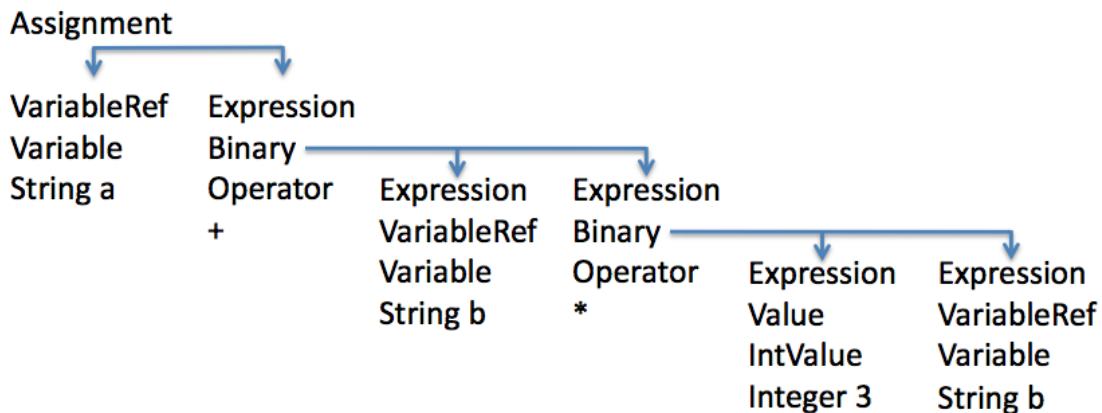 Assignment
VariableRef
Variable
String a
Expression
Binary
Operator
+
Expression
VariableRef
Variable
String b
Expression
Binary
Operator
*
Expression
Value
IntValue
Integer 3
Expression
VariableRef
Variable
String b